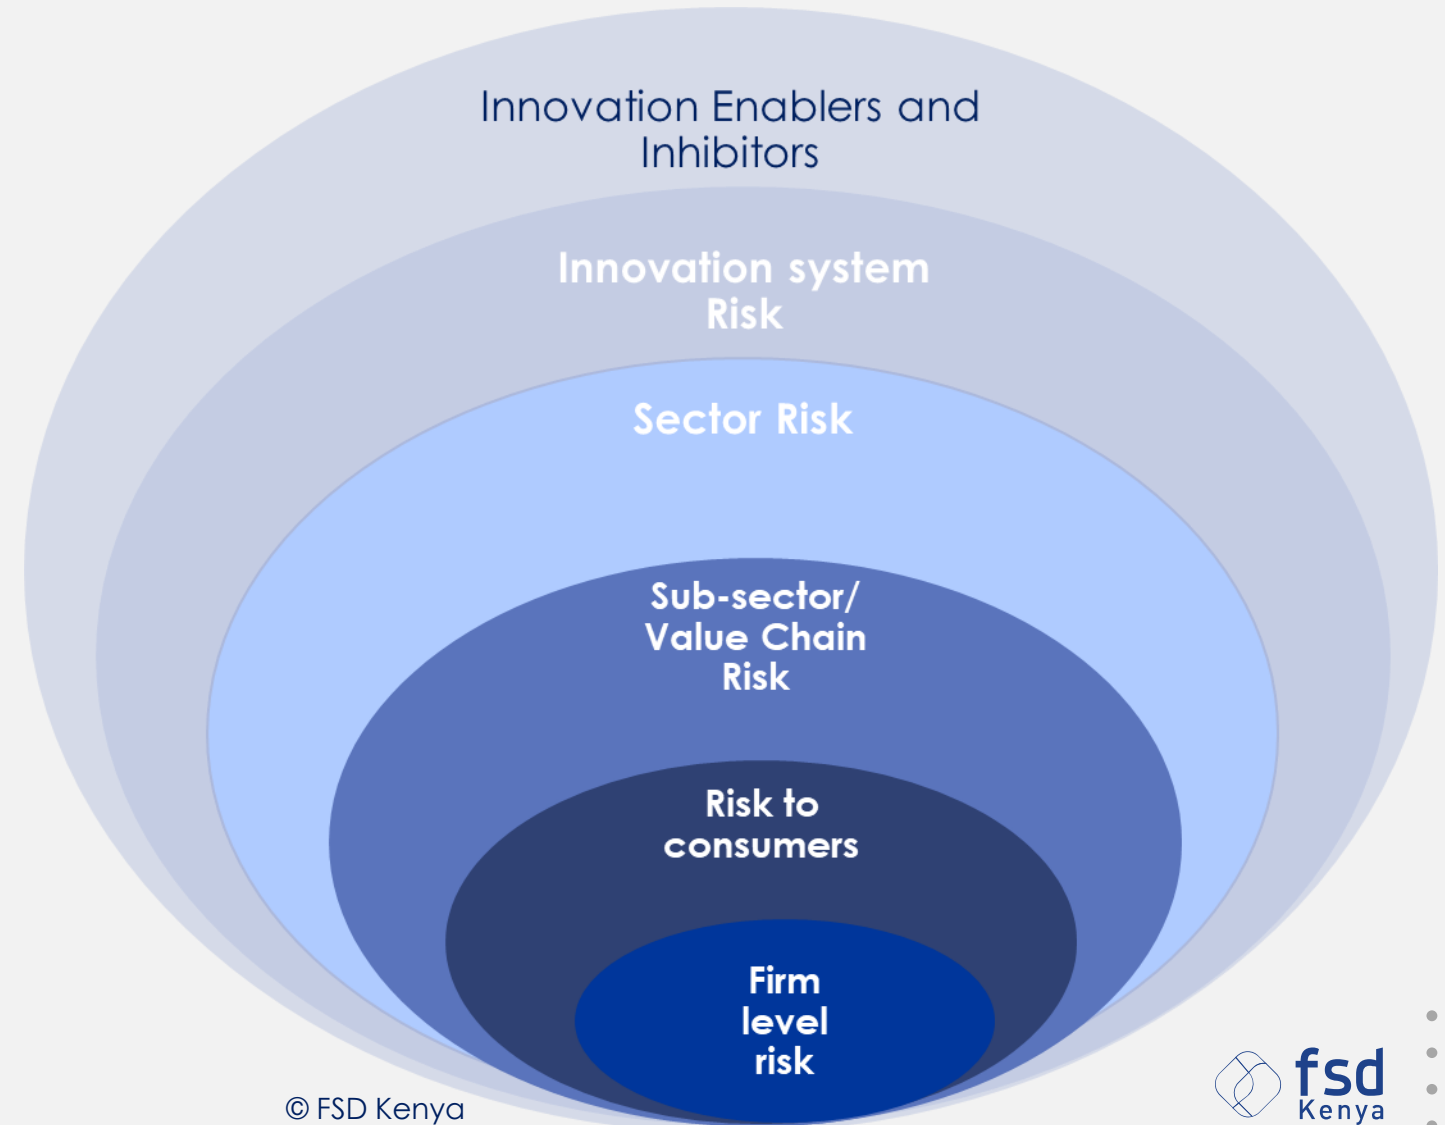 Innovation Enablers and
Inhibitors
Innovation system
Risk
Sector Risk
Sub-sector/
Value Chain
Risk
Risk to
consumers
Firm
level
risk
© FSD Kenya
fsd
Kenya